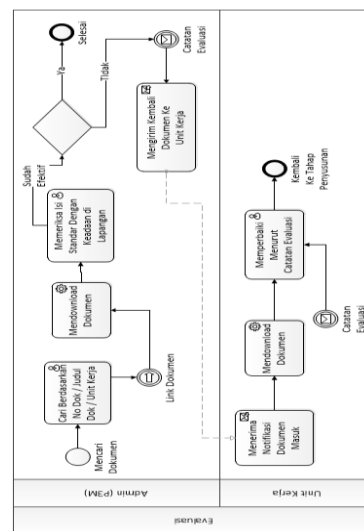 Evaluasi
Admin (P3M)
Mencari
Dokumen
Cari Berdasarkan
No Dok / Judul
Dok / Unit Kerja
Link Dokumen
Mendownload
Dokumen
Memeriksa Isi
Standar Dengan
Keadaan di
Lapangan
Sudah
Efeknif
Ya
Selesai
Tidak
Catatan
Evaluasi
Mengirim Kembali
Dokumen Ke
Unit Kerja
Unit Kerja
Menerima
Notifikasi
Dokumen
Masuk
Mendownload
Dokumen
Catatan
Evaluasi
Memperbaiki
Menurut
Catatan Evaluasi
Kembali
Ke Tahap
Penyusunan